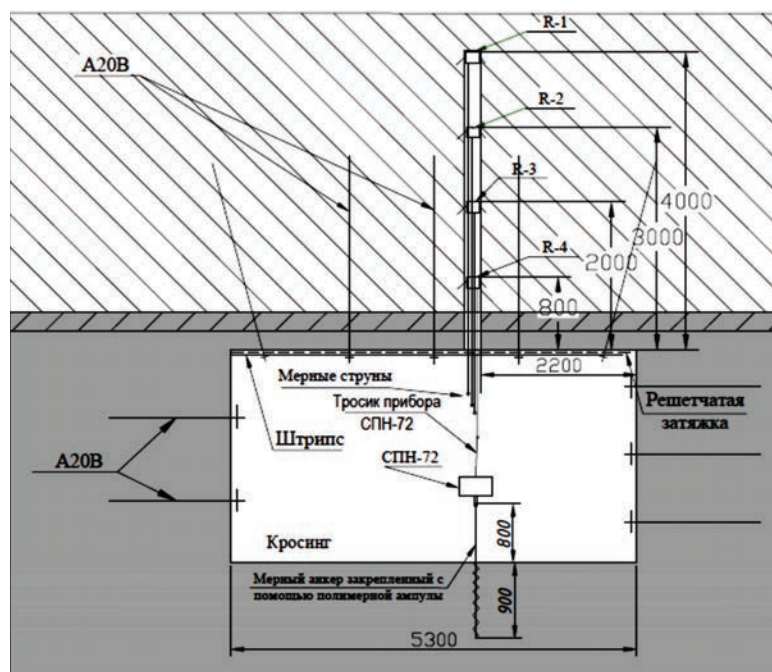 R-1
А20В
R-2
R-3
4000
3000
2000
R-4
800
2200
Мерные струны
Тросик прибора
СПН-72
Решетчатая
затяжка
Штрипс
А20В
СПН-72
800
Кросинг
Мерный анкер закрепленный с
помощью полимерной ампулы
900
5300